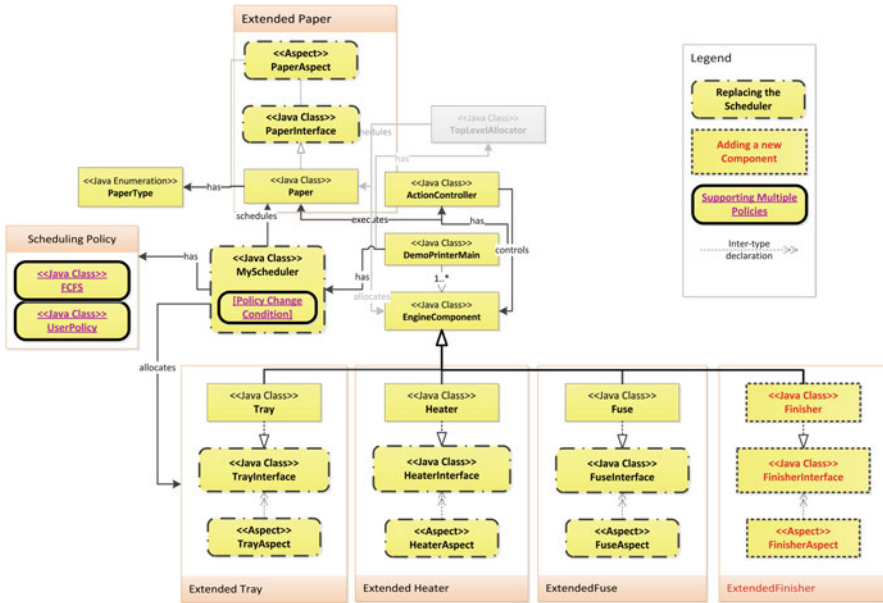 Extended Paper
<<Aspect>>
PaperAspect
<<Java Class>>
PaperInterface
schedules
<<Java Class>>
TopLevelAllocator
has
<<Java Enumeration>>
PaperType
has
<<Java Class>>
Paper
<<Java Class>>
ActionController
schedules
executes
has
controls
Scheduling Policy
<<Java Class>>
FCFS
<<Java Class>>
UserPolicy
has
<<Java Class>>
MyScheduler
[Policy Change
Condition]
has
<<Java Class>>
DemoPrinterMain
1..*
allocates
<<Java Class>>
EngineComponent
allocates
<<Java Class>>
Tray
<<Java Class>>
Heater
<<Java Class>>
Fuse
<<Java Class>>
Finisher
<<Java Class>>
TrayInterface
<<Java Class>>
HeaterInterface
<<Java Class>>
FuseInterface
<<Java Class>>
FinisherInterface
<<Aspect>>
TrayAspect
<<Aspect>>
HeaterAspect
<<Aspect>>
FuseAspect
<<Aspect>>
FinisherAspect
Extended Tray
Extended Heater
ExtendedFuse
ExtendedFinisher
Legend
Replacing the
Scheduler
Adding a new
Component
Supporting Multiple
Policies
Inter-type
declaration